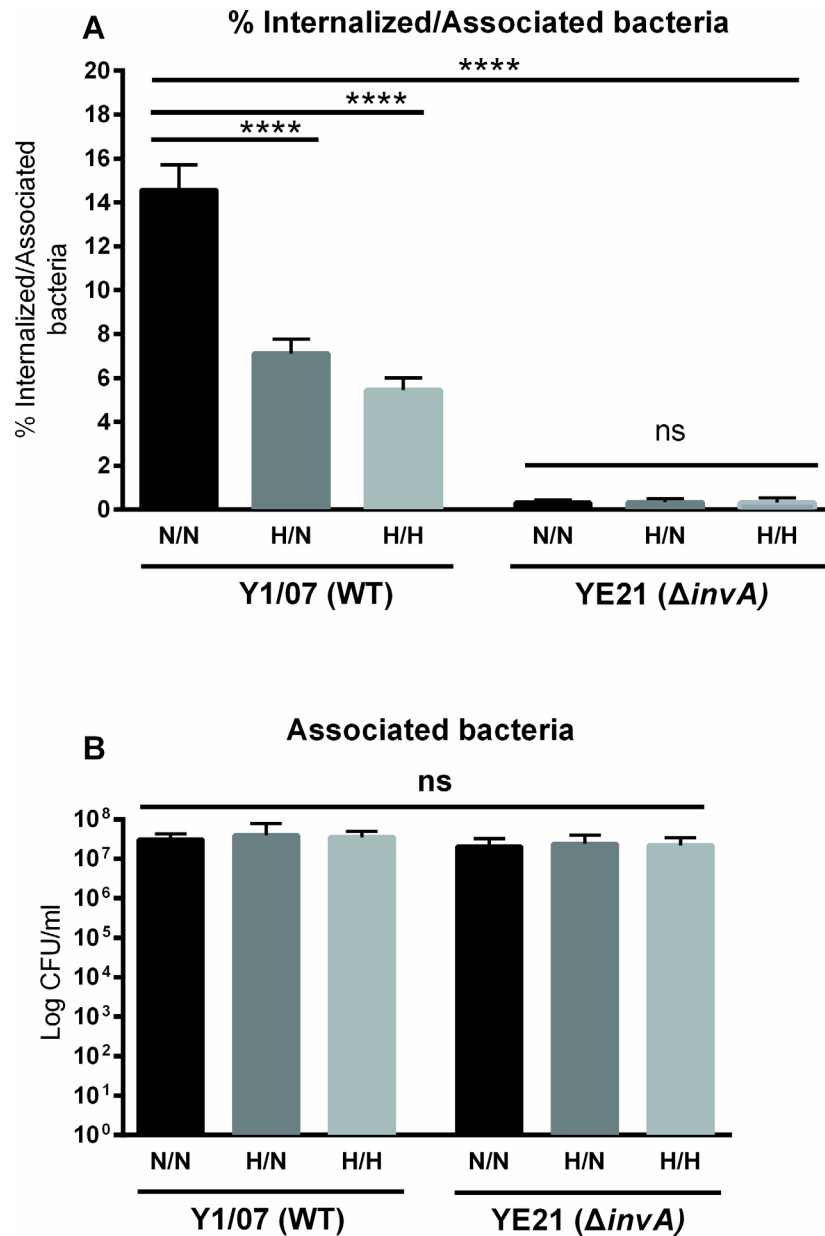 A
% Internalized/Associated bacteria
% Internalized/Associated
bacteria
20
18
16
14
12
10
8
6
4
2
0
****
****
****
ns
N/N H/N H/H N/N H/N H/H
Y1/07 (WT) YE21 (ΔinvA)
B
Associated bacteria
ns
Log CFU/ml
10⁸
10⁷
10⁶
10⁵
10⁴
10³
10²
10¹
10⁰
N/N H/N H/H N/N H/N H/H
Y1/07 (WT) YE21 (ΔinvA)